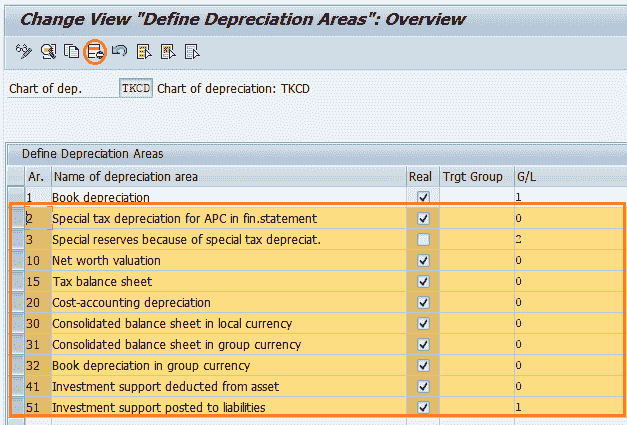 Change View "Define Depreciation Areas": Overview
Chart of dep. TKCD Chart of depreciation: TKCD
Define Depreciation Areas
Ar. Name of depreciation area Real Trgt Group G/L
1 Book depreciation 1
2 Special tax depreciation for APC in fin.statement 0
3 Special reserves because of special tax depreciat. 2
10 Net worth valuation 0
15 Tax balance sheet 0
20 Cost-accounting depreciation 0
30 Consolidated balance sheet in local currency 0
31 Consolidated balance sheet in group currency 0
32 Book depreciation in group currency 0
41 Investment support deducted from asset 0
51 Investment support posted to liabilities 1